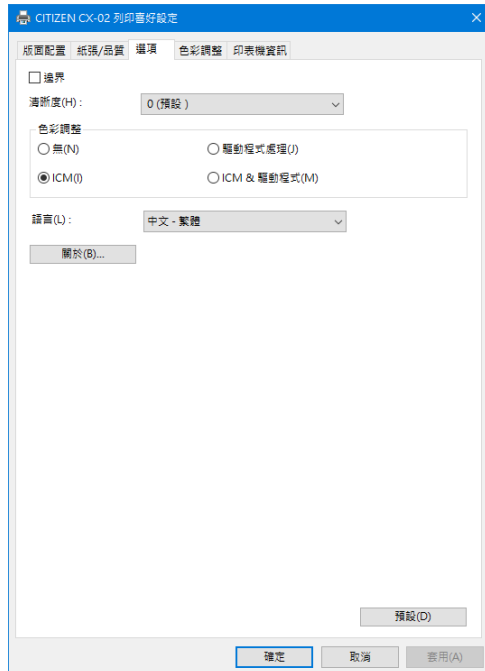 CITIZEN CX-02 列印喜好設定
版面配置 紙張/品質 選項 色彩調整 印表機資訊
邊界
清晰度(H)： 0 (預設 )
色彩調整
無(N) 驅動程式處理(J)
ICM(I) ICM & 驅動程式(M)
語言(L)： 中文 - 繁體
關於(B)...
預設(D)
確定 取消 套用(A)